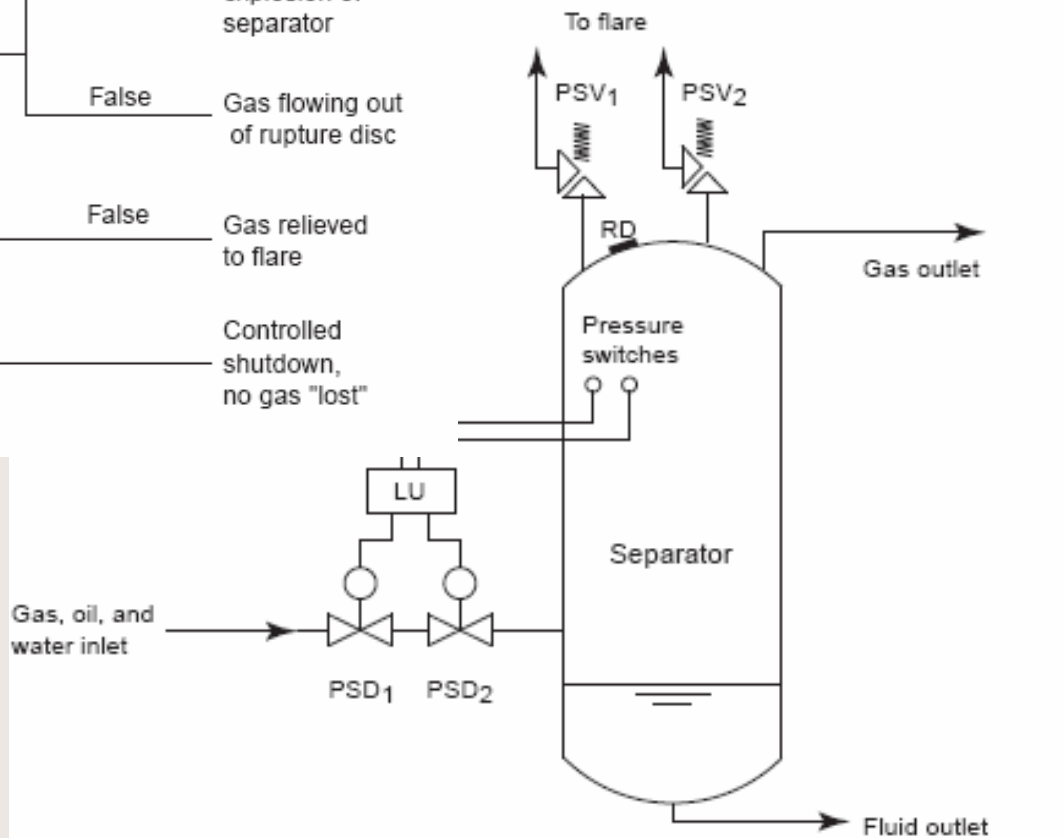 separator
False
Gas flowing out
of rupture disc
False
Gas relieved
to flare
Controlled
shutdown,
no gas "lost"
To flare
PSV1
PSV2
RD
Gas outlet
Pressure
switches
LU
Separator
Gas, oil, and
water inlet
PSD1
PSD2
Fluid outlet